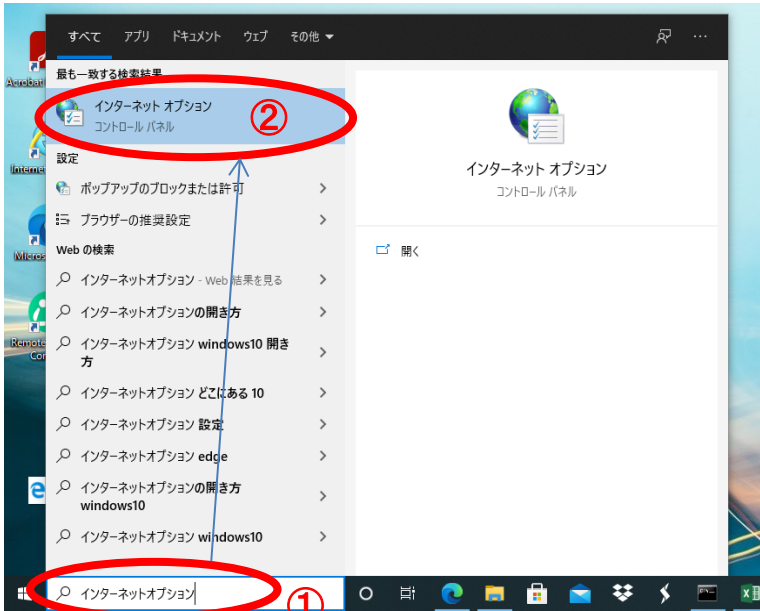 すべて アプリ ドキュメント ウェブ その他
最も一致する検索結果
インターネット オプション
コントロール パネル
②
設定
ポップアップのブロックまたは許可
ブラウザーの推奨設定
Web の検索
インターネットオプション - Web 結果を見る
インターネットオプションの開き方
インターネットオプション windows10 開き
方
インターネットオプション どこにある 10
インターネットオプション 設定
インターネットオプション edge
インターネットオプションの開き方
windows10
インターネットオプション windows10
インターネットオプション
①
インターネット オプション
コントロール パネル
開く
Acrobat
Remote